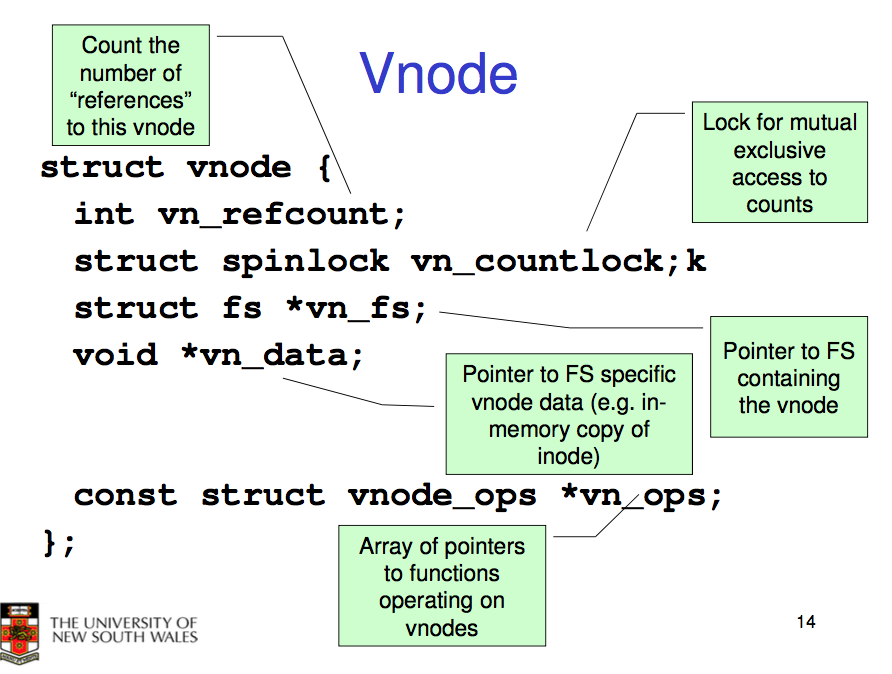 Count the
number of
“references”
to this vnode
Vnode
Lock for mutual
exclusive
access to
counts
struct vnode {
int vn_refcount;
struct spinlock vn_countlock;k
struct fs *vn_fs;
void *vn_data;
Pointer to FS
containing
the vnode
Pointer to FS specific
vnode data (e.g. in-
memory copy of
inode)
const struct vnode_ops *vn_ops;
};
Array of pointers
to functions
operating on
vnodes
THE UNIVERSITY OF
NEW SOUTH WALES
14